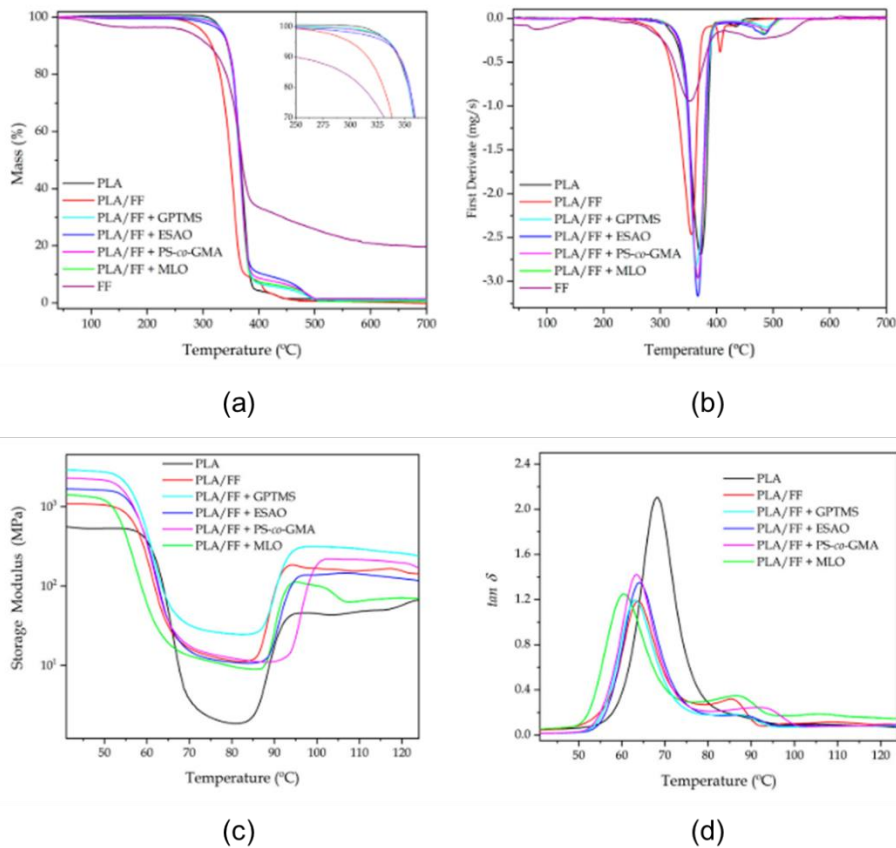 100
80
60
40
20
0
Mass (%)
100
95
90
85
80
75
70
250 275 300 325 350
PLA
PLA/FF
PLA/FF + GPTMS
PLA/FF + ESAO
PLA/FF + PS-co-GMA
PLA/FF + MLO
FF
100 200 300 400 500 600 700
Temperature (ºC)
(a)
0.0
-0.5
-1.0
-1.5
-2.0
-2.5
-3.0
First Derivate (mg/s)
PLA
PLA/FF
PLA/FF + GPTMS
PLA/FF + ESAO
PLA/FF + PS-co-GMA
PLA/FF + MLO
FF
100 200 300 400 500 600 700
Temperature (ºC)
(b)
10³
10²
10¹
Storage Modulus (MPa)
PLA
PLA/FF
PLA/FF + GPTMS
PLA/FF + ESAO
PLA/FF + PS-co-GMA
PLA/FF + MLO
50 60 70 80 90 100 110 120
Temperature (ºC)
(c)
2.4
2.0
1.6
1.2
0.8
0.4
0.0
tan δ
PLA
PLA/FF
PLA/FF + GPTMS
PLA/FF + ESAO
PLA/FF + PS-co-GMA
PLA/FF + MLO
50 60 70 80 90 100 110 120
Temperature (ºC)
(d)